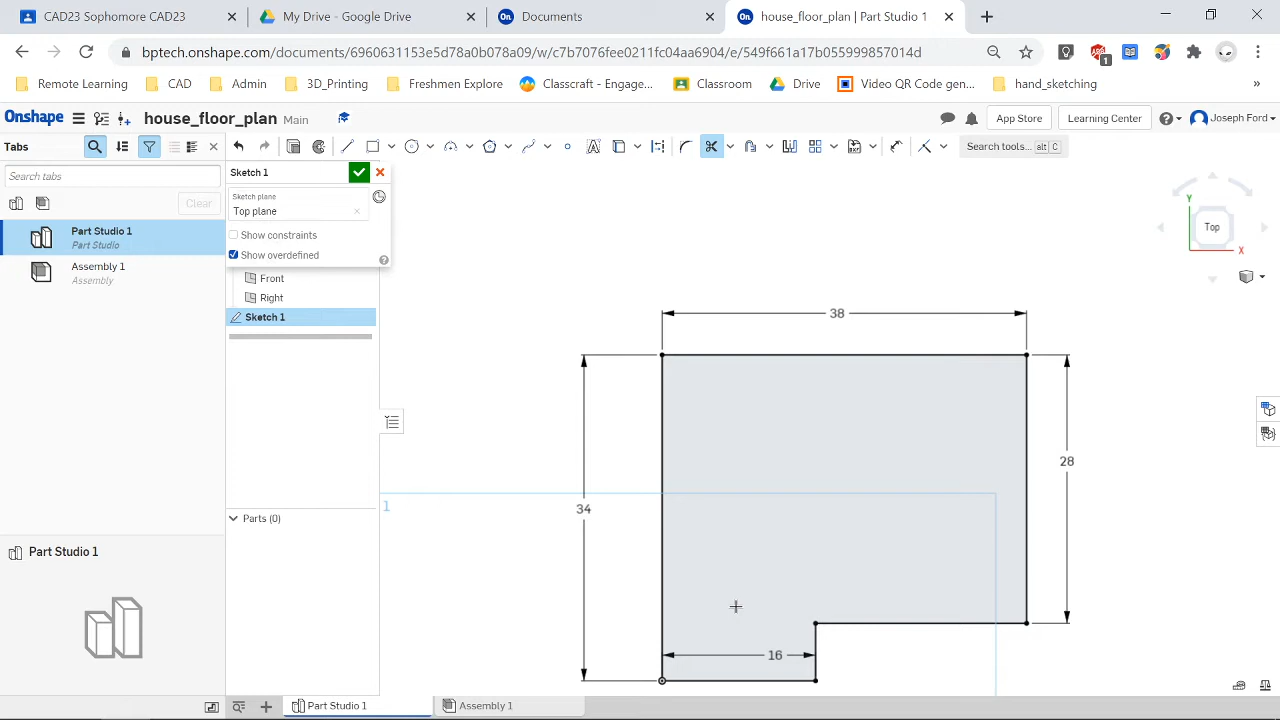 CAD23 Sophomore CAD23
My Drive - Google Drive
Documents
house_floor_plan | Part Studio 1
bptech.onshape.com/documents/6960631153e5d78a0b078a09/w/c7b7076fee0211fc04aa6904/e/549f661a17b055999857014d
1
Remote Learning
CAD
Admin
3D_Printing
Freshmen Explore
Classcraft - Engage...
Classroom
Drive
Video QR Code gen...
hand_sketching
Onshape
house_floor_plan Main
App Store
Learning Center
Joseph Ford
Tabs
Search tools... alt C
Search tabs
Clear
Part Studio 1
Part Studio
Assembly 1
Assembly
Sketch 1
Sketch plane
Top plane
Show constraints
Show overdefined
Front
Right
Sketch 1
Parts (0)
Y
Top
X
38
34
28
16
1
Part Studio 1
Part Studio 1
Assembly 1